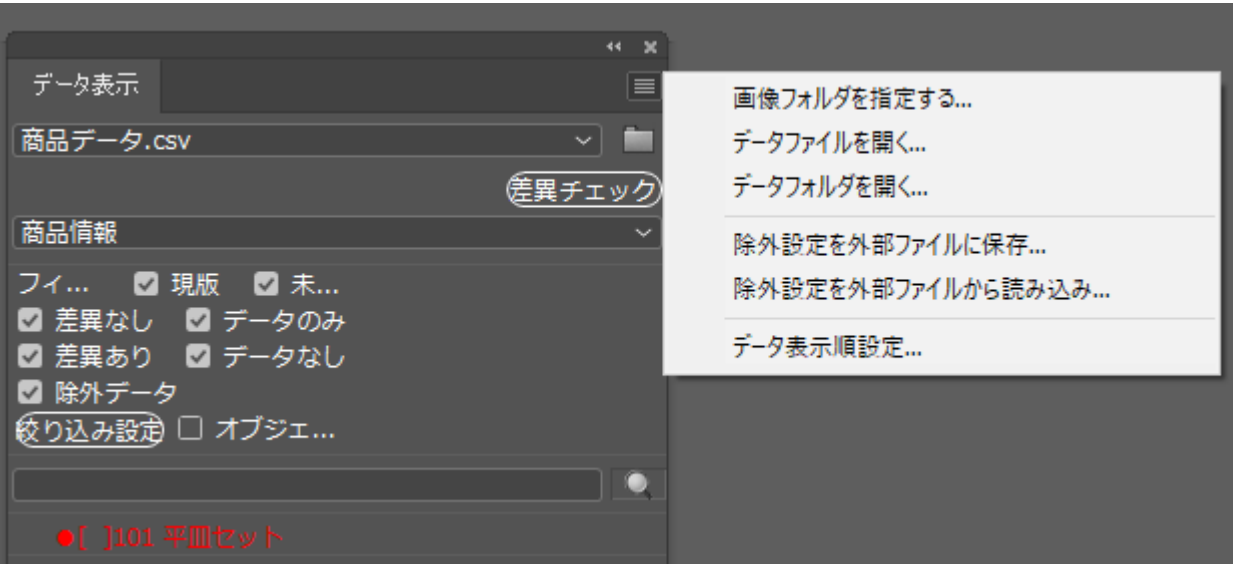 データ表示
商品データ.csv
差異チェック
商品情報
フィ... 現版 未...
差異なし データのみ
差異あり データなし
除外データ
絞り込み設定 オブジェ...
●[ ]101 平皿セット
画像フォルダを指定する...
データファイルを開く...
データフォルダを開く...
除外設定を外部ファイルに保存...
除外設定を外部ファイルから読み込み...
データ表示順設定...